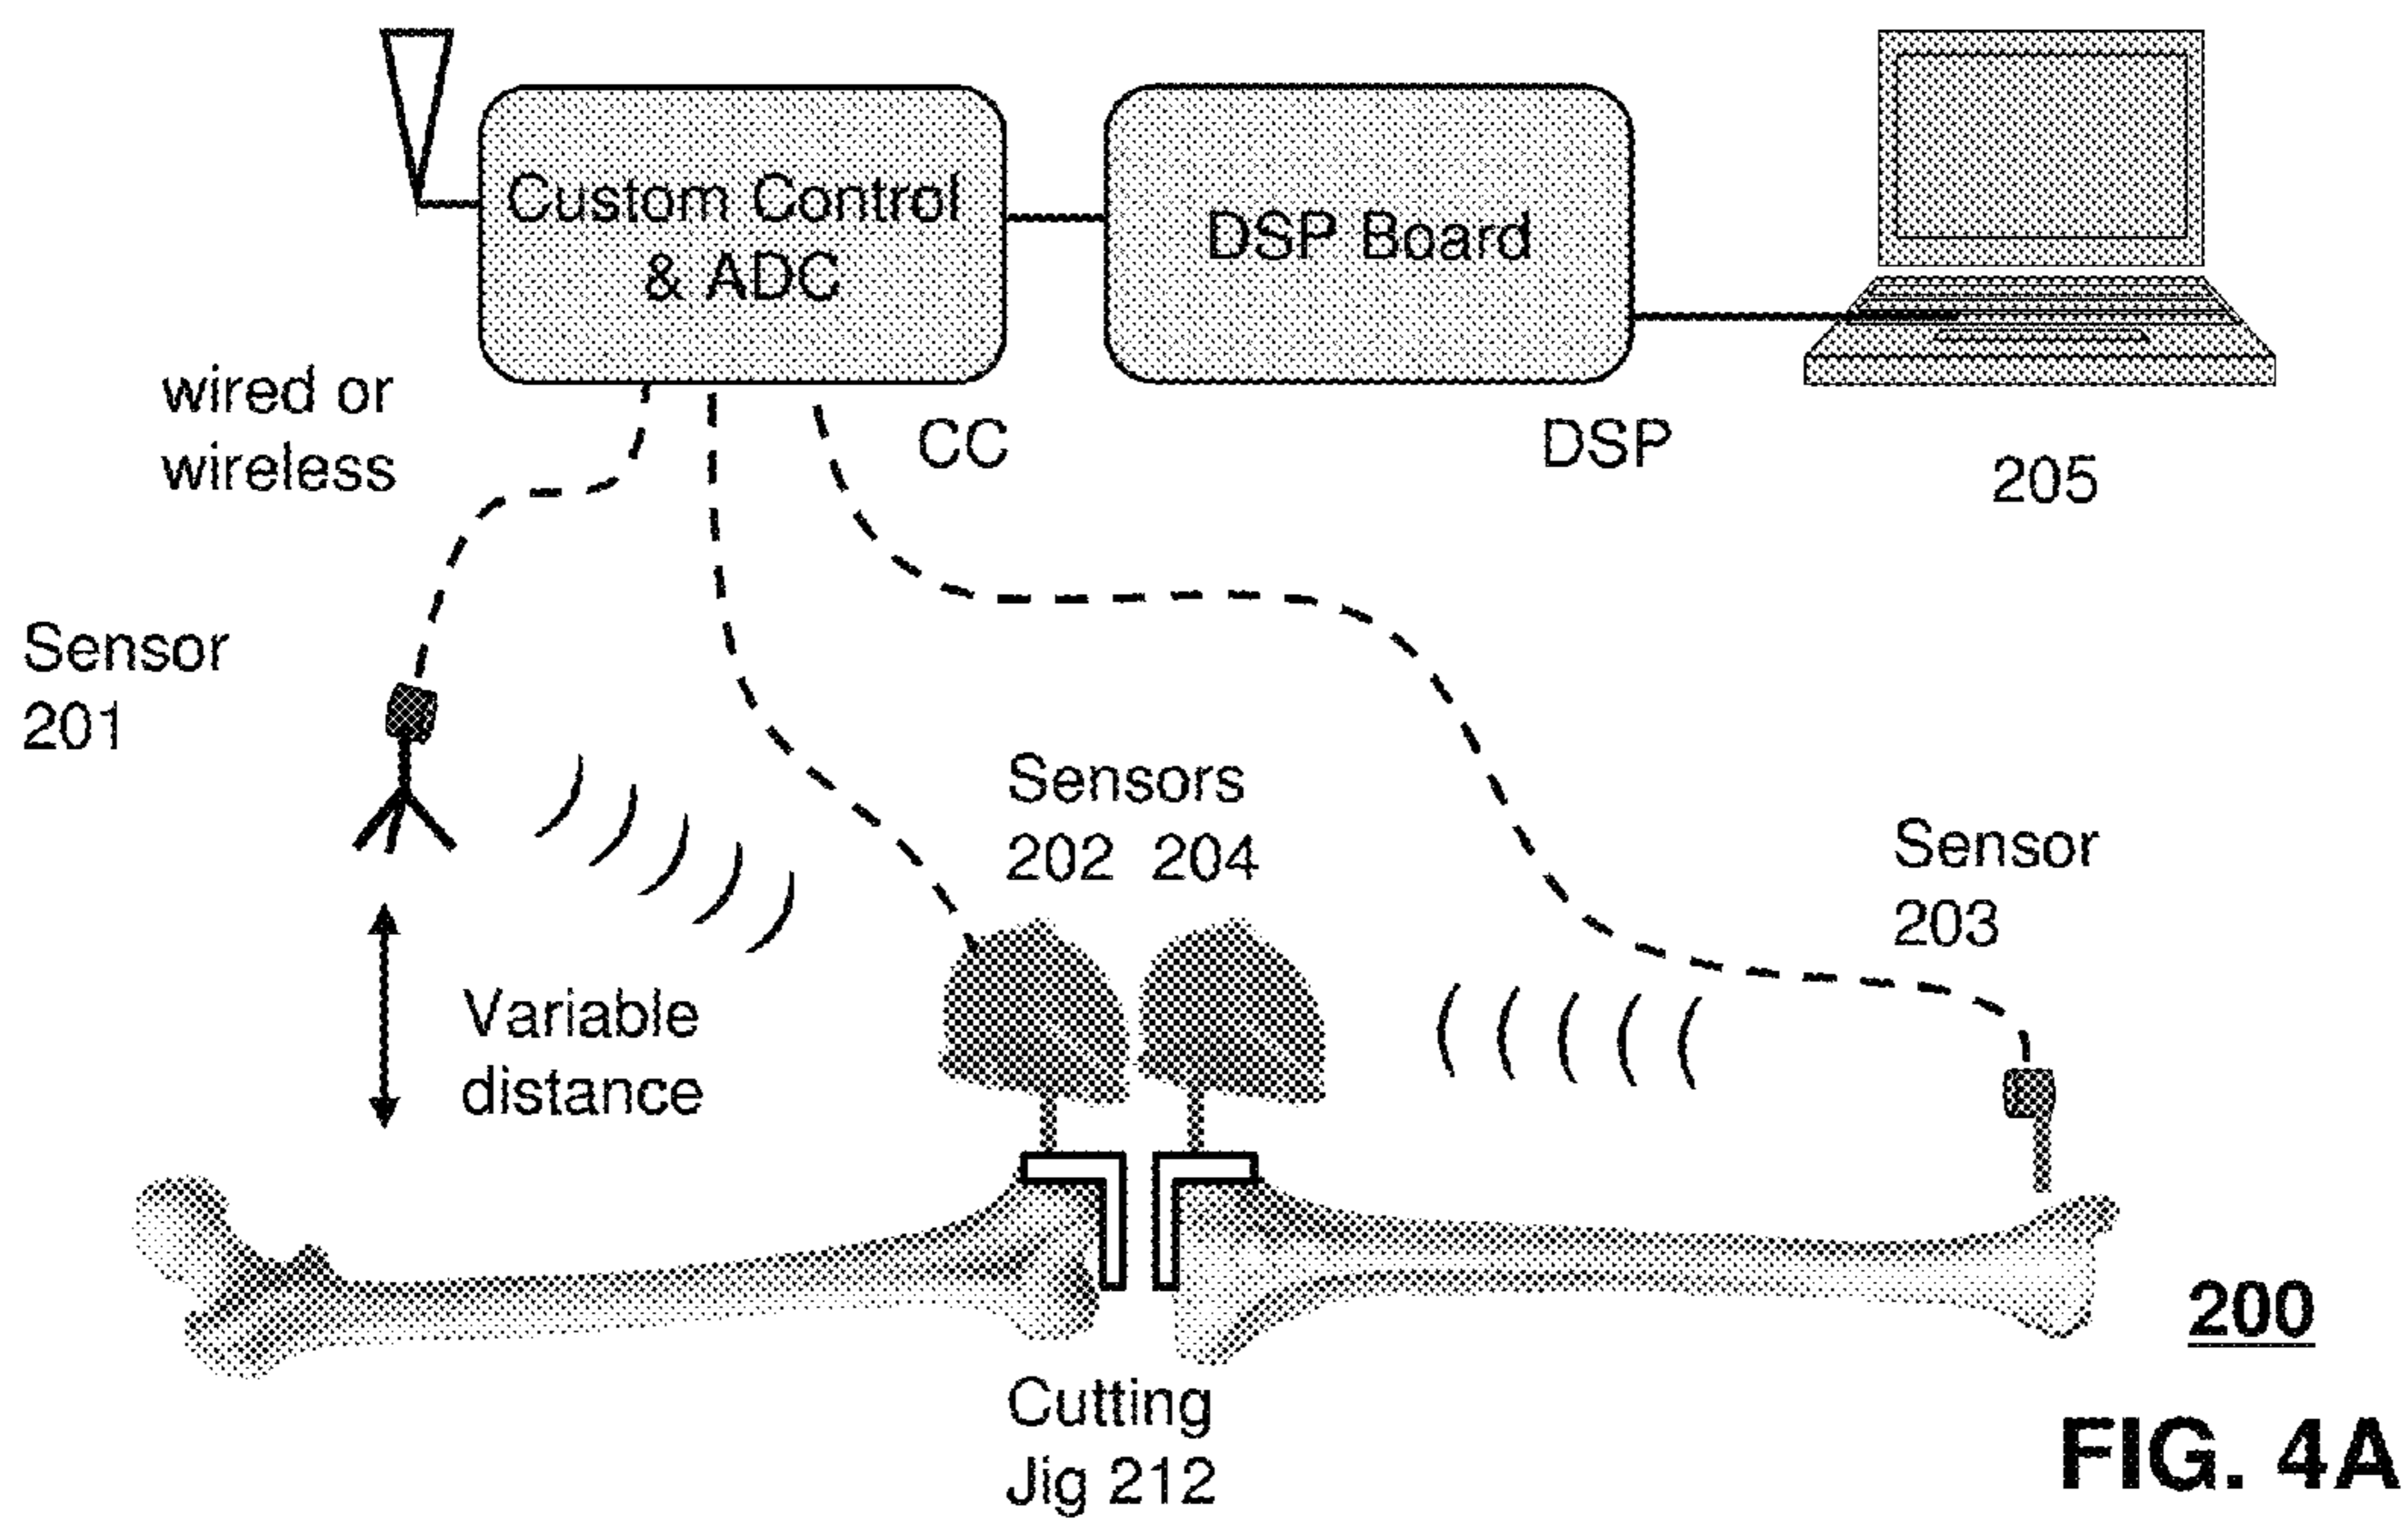 Custom Control
& ADC
DSP Board
wired or
wireless
CC
DSP
205
Sensor
201
Sensors
202 204
Sensor
203
Variable
distance
200
Cutting
Jig 212
FIG. 4A